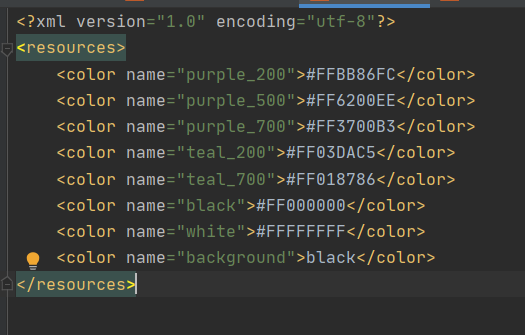 <?xml version="1.0" encoding="utf-8"?>
<resources>
    <color name="purple_200">#FFBB86FC</color>
    <color name="purple_500">#FF6200EE</color>
    <color name="purple_700">#FF3700B3</color>
    <color name="teal_200">#FF03DAC5</color>
    <color name="teal_700">#FF018786</color>
    <color name="black">#FF000000</color>
    <color name="white">#FFFFFFFF</color>
    <color name="background">black</color>
</resources>